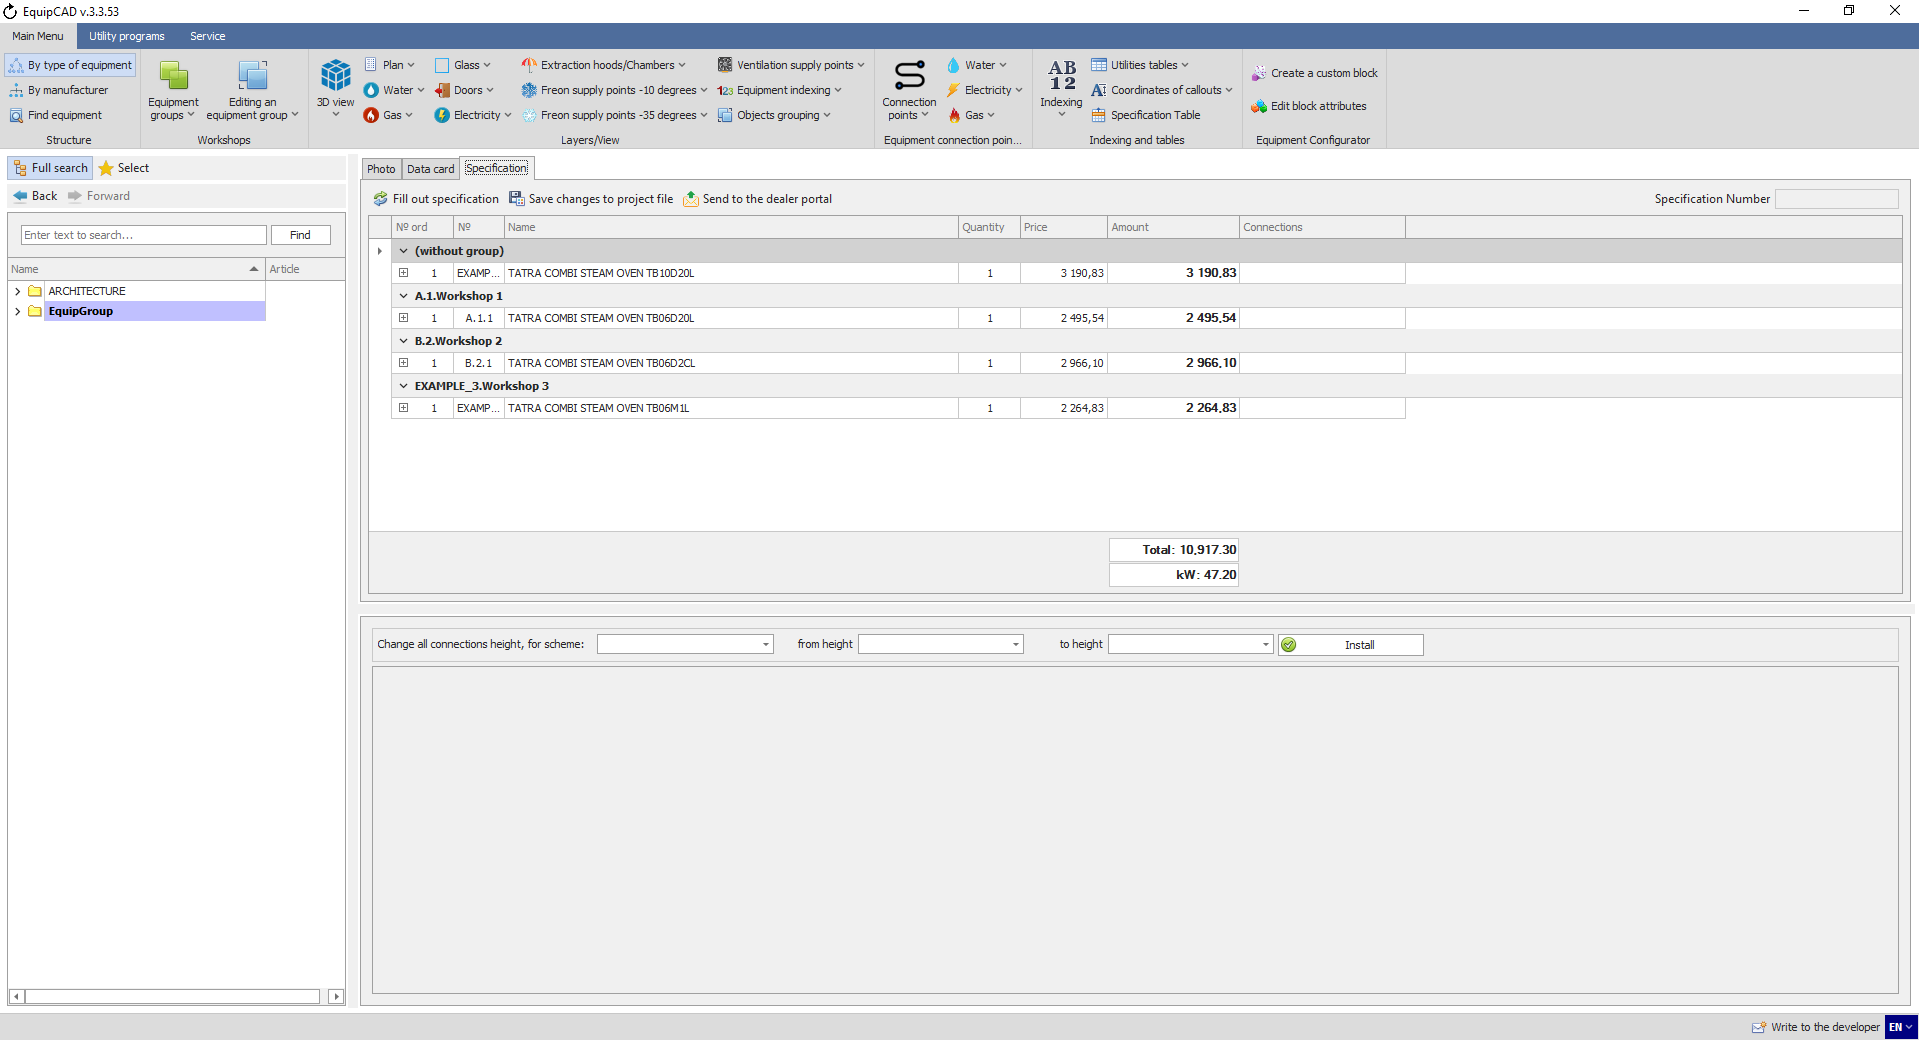 EquipCAD v.3.3.53
Main Menu Utility programs Service
By type of equipment
By manufacturer
Find equipment
Structure
Equipment groups
Editing an equipment group
Workshops
3D view
Plan Glass Extraction hoods/Chambers Ventilation supply points
Water Doors Freon supply points -10 degrees 123 Equipment indexing
Gas Electricity Freon supply points -35 degrees Objects grouping
Layers/View
Connection points
Water
Electricity
Gas
Equipment connection poin...
AB
12
Indexing
Utilities tables
Coordinates of callouts
Specification Table
Indexing and tables
Create a custom block
Edit block attributes
Equipment Configurator
Full search Select
Back Forward
Enter text to search... Find
Name Article
ARCHITECTURE
EquipGroup
Photo Data card Specification
Fill out specification Save changes to project file Send to the dealer portal Specification Number
Nº ord Nº Name Quantity Price Amount Connections
(without group)
1 EXAMP... TATRA COMBI STEAM OVEN TB10D20L 1 3 190,83 3 190,83
A.1.Workshop 1
1 A.1.1 TATRA COMBI STEAM OVEN TB06D20L 1 2 495,54 2 495,54
B.2.Workshop 2
1 B.2.1 TATRA COMBI STEAM OVEN TB06D2CL 1 2 966,10 2 966,10
EXAMPLE_3.Workshop 3
1 EXAMP... TATRA COMBI STEAM OVEN TB06M1L 1 2 264,83 2 264,83
Total: 10,917.30
kW: 47.20
Change all connections height, for scheme: from height to height Install
Write to the developer EN